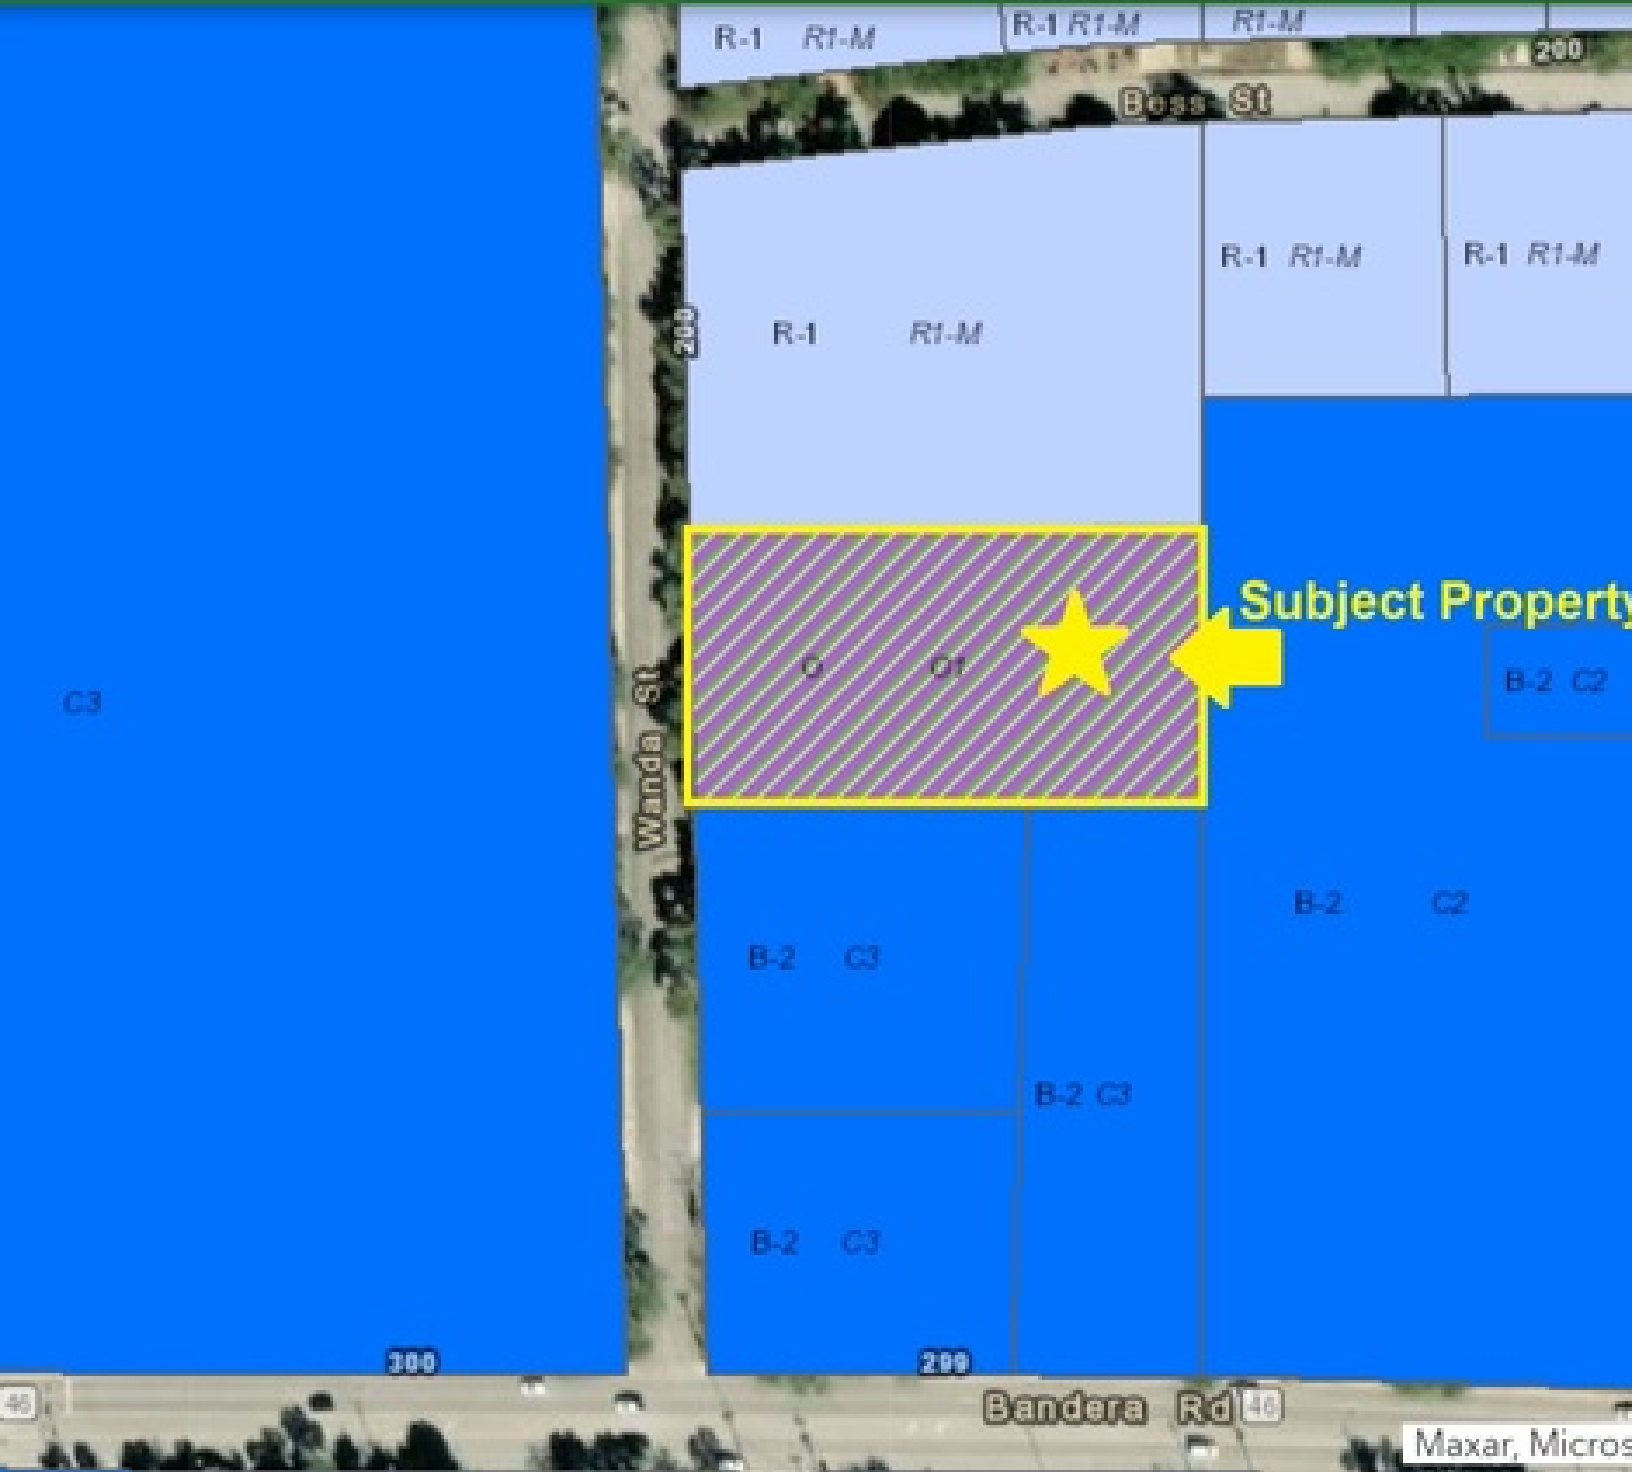 R-1 R1-M
R-1 R1-M
R1-M
200
Boss St
R-1 R1-M
R-1 R1-M
R-1 R1-M
200
Subject Property
O O1
B-2 C2
C3
Wanda St
B-2 C2
B-2 C3
B-2 C3
B-2 C3
300
299
46
Bandera Rd 46
Maxar, Micros